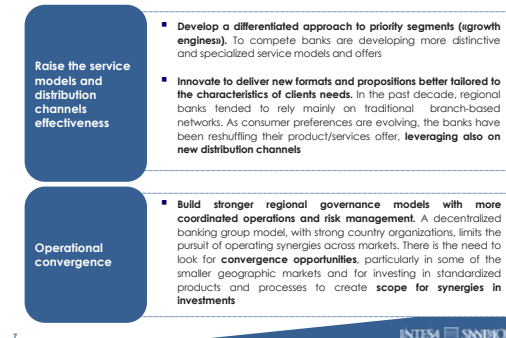 Raise the service
models and
distribution
channels
effectiveness
Develop a differentiated approach to priority segments («growth
engines»). To compete banks are developing more distinctive
and specialized service models and offers
Innovate to deliver new formats and propositions better tailored to
the characteristics of clients needs. In the past decade, regional
banks tended to rely mainly on traditional branch-based
networks. As consumer preferences are evolving, the banks have
been reshuffling their product/services offer, leveraging also on
new distribution channels
Operational
convergence
Build stronger regional governance models with more
coordinated operations and risk management. A decentralized
banking group model, with strong country organizations, limits the
pursuit of operating synergies across markets. There is the need to
look for convergence opportunities, particularly in some of the
smaller geographic markets and for investing in standardized
products and processes to create scope for synergies in
investments
7
INTESA SANPAOLO